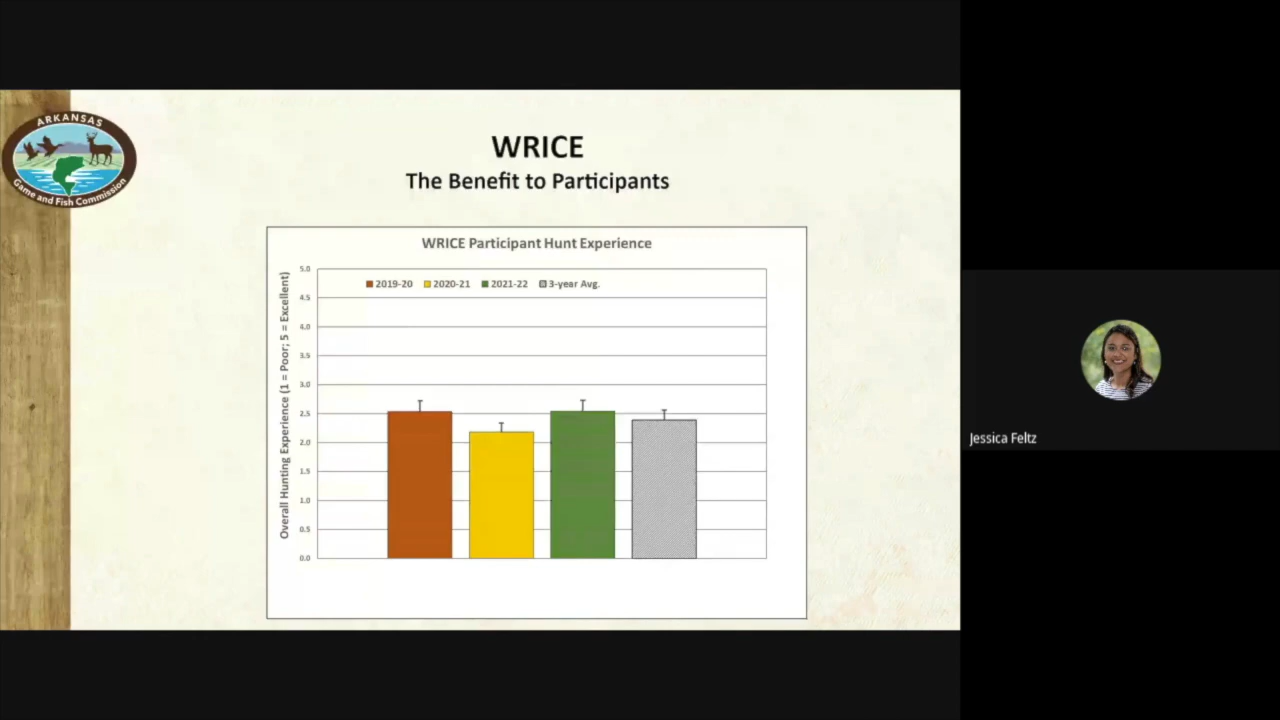 ARKANSAS
Game and Fish Commission
WRICE
The Benefit to Participants
WRICE Participant Hunt Experience
Overall Hunting Experience (1 = Poor; 5 = Excellent)
2019-20 2020-21 2021-22 3-year Avg.
5.0
4.5
4.0
3.5
3.0
2.5
2.0
1.5
1.0
0.5
0.0
Jessica Feltz